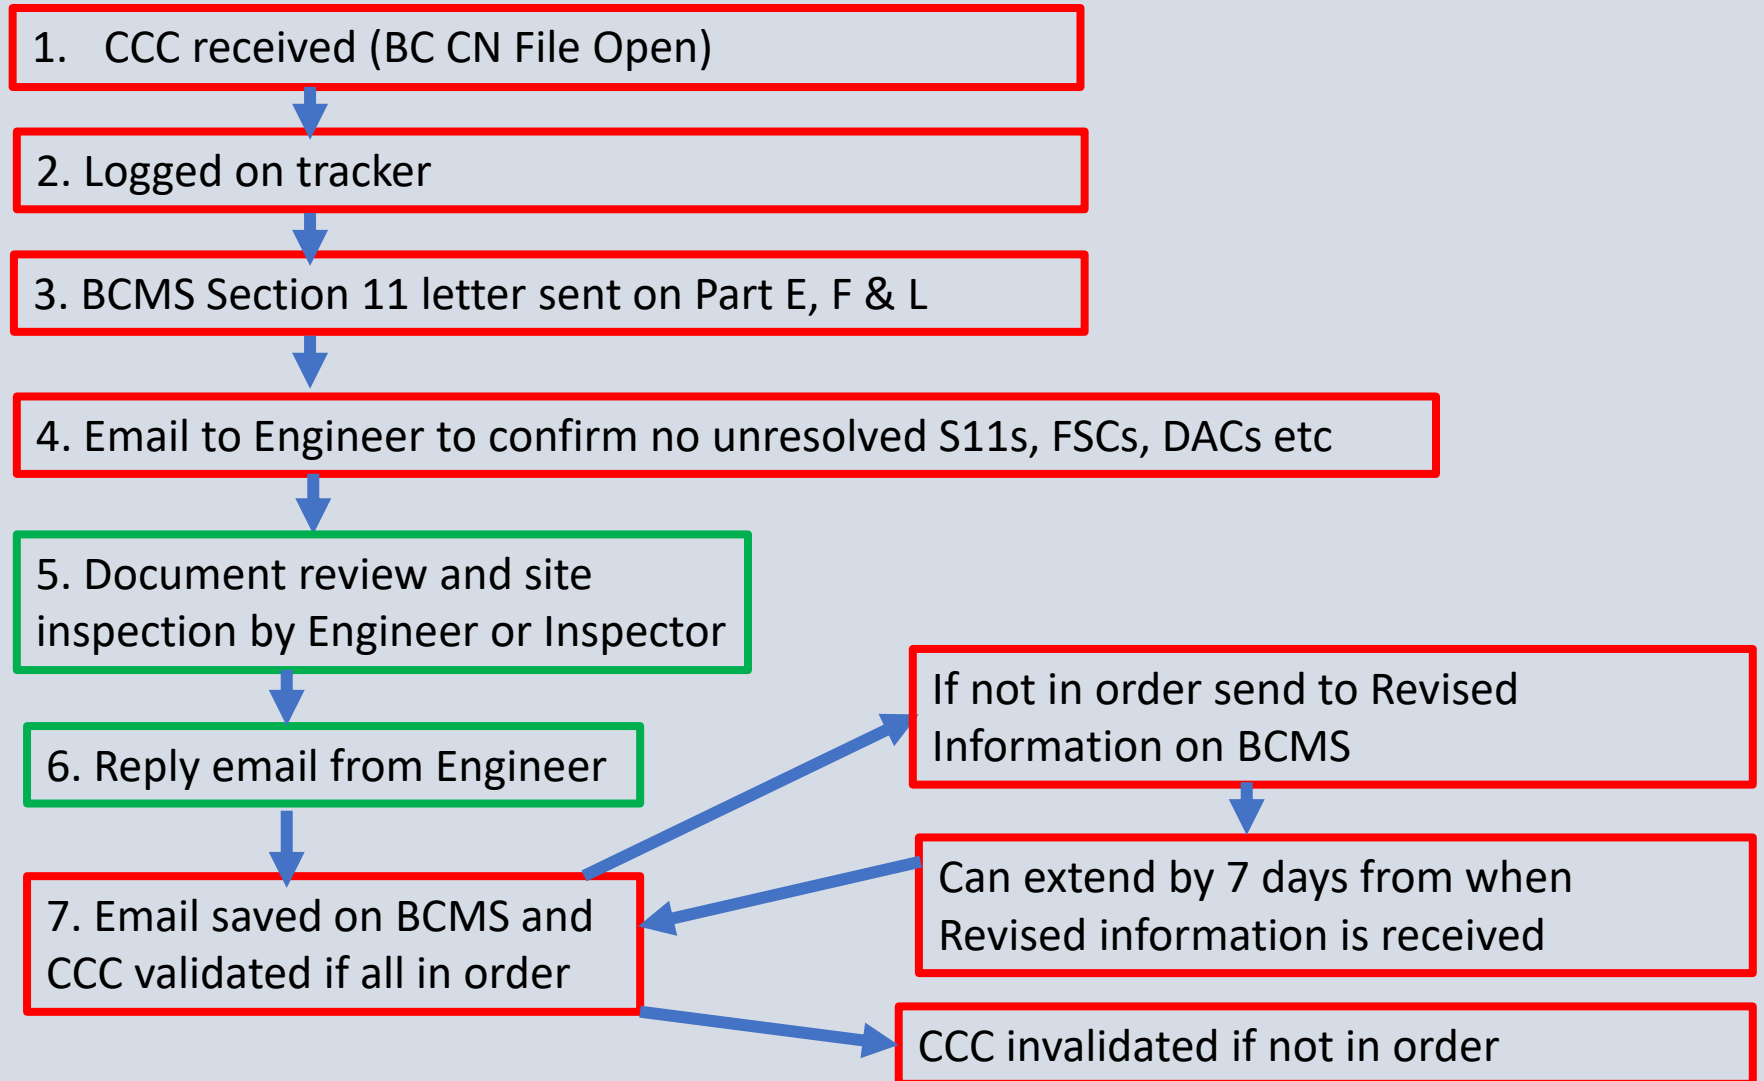 1. CCC received (BC CN File Open)
2. Logged on tracker
3. BCMS Section 11 letter sent on Part E, F & L
4. Email to Engineer to confirm no unresolved S11s, FSCs, DACs etc
5. Document review and site
inspection by Engineer or Inspector
6. Reply email from Engineer
7. Email saved on BCMS and
CCC validated if all in order
If not in order send to Revised
Information on BCMS
Can extend by 7 days from when
Revised information is received
CCC invalidated if not in order